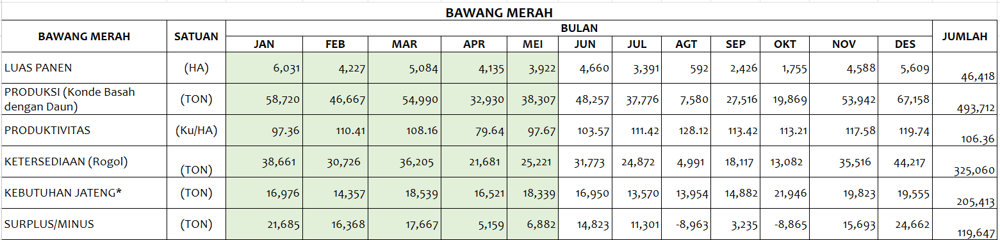 BAWANG MERAH
BAWANG MERAH SATUAN BULAN JUMLAH
JAN FEB MAR APR MEI JUN JUL AGT SEP OKT NOV DES
LUAS PANEN (HA) 6,031 4,227 5,084 4,135 3,922 4,660 3,391 592 2,426 1,755 4,588 5,609 46,418
PRODUKSI (Konde Basah
dengan Daun) (TON) 58,720 46,667 54,990 32,930 38,307 48,257 37,776 7,580 27,516 19,869 53,942 67,158 493,712
PRODUKTIVITAS (Ku/HA) 97.36 110.41 108.16 79.64 97.67 103.57 111.42 128.12 113.42 113.21 117.58 119.74 106.36
KETERSEDIAAN (Rogol) (TON) 38,661 30,726 36,205 21,681 25,221 31,773 24,872 4,991 18,117 13,082 35,516 44,217 325,060
KEBUTUHAN JATENG* (TON) 16,976 14,357 18,539 16,521 18,339 16,950 13,570 13,954 14,882 21,946 19,823 19,555 205,413
SURPLUS/MINUS (TON) 21,685 16,368 17,667 5,159 6,882 14,823 11,301 -8,963 3,235 -8,865 15,693 24,662 119,647